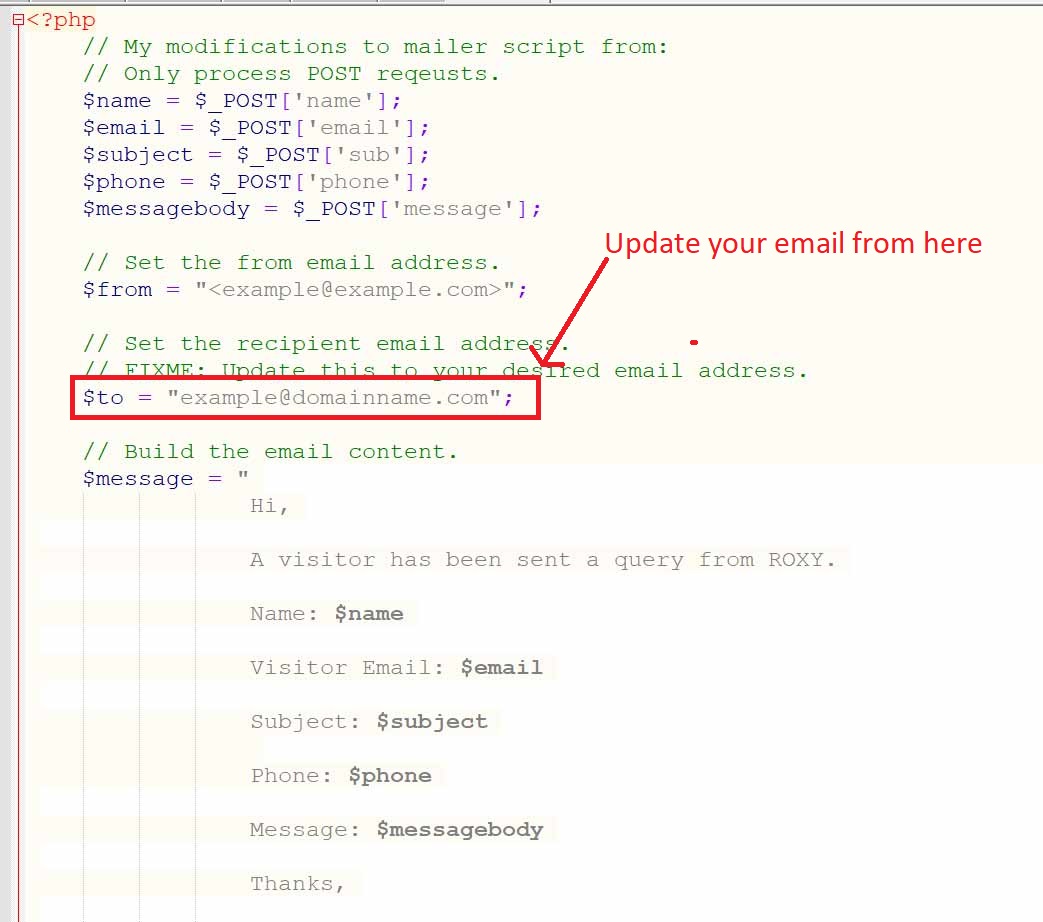 <?php
// My modifications to mailer script from:
// Only process POST reqeusts.
$name = $_POST['name'];
$email = $_POST['email'];
$subject = $_POST['sub'];
$phone = $_POST['phone'];
$messagebody = $_POST['message'];
Update your email from here
// Set the from email address.
$from = "<example@example.com>";
// Set the recipient email address.
// FIXME: Update this to your desired email address.
$to = "example@domainname.com";
// Build the email content.
$message = "
Hi,
A visitor has been sent a query from ROXY.
Name: $name
Visitor Email: $email
Subject: $subject
Phone: $phone
Message: $messagebody
Thanks,